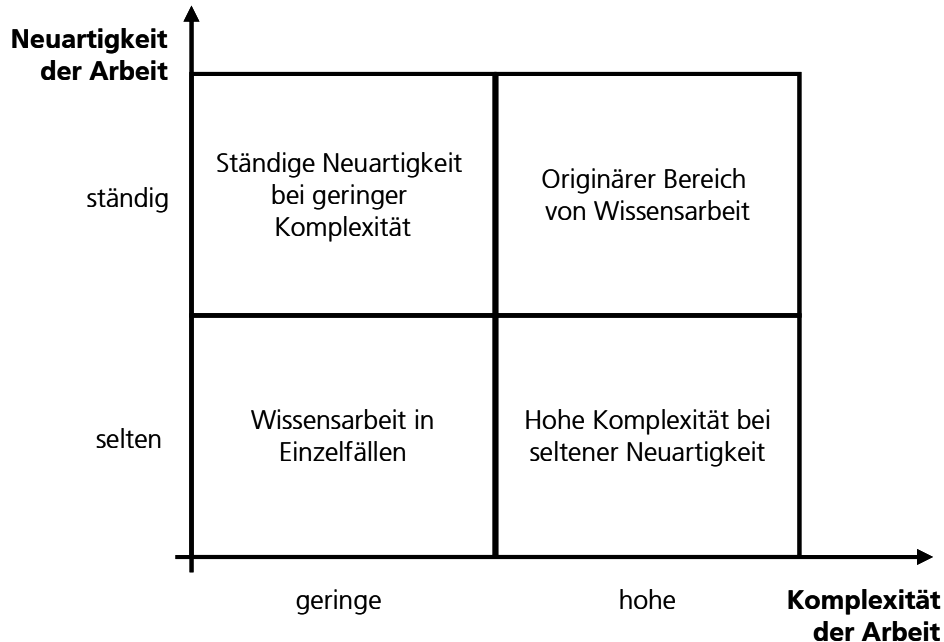 Neuartigkeit
der Arbeit
ständig
Ständige Neuartigkeit
bei geringer
Komplexität
Originärer Bereich
von Wissensarbeit
selten
Wissensarbeit in
Einzelfällen
Hohe Komplexität bei
seltener Neuartigkeit
geringe
hohe
Komplexität
der Arbeit